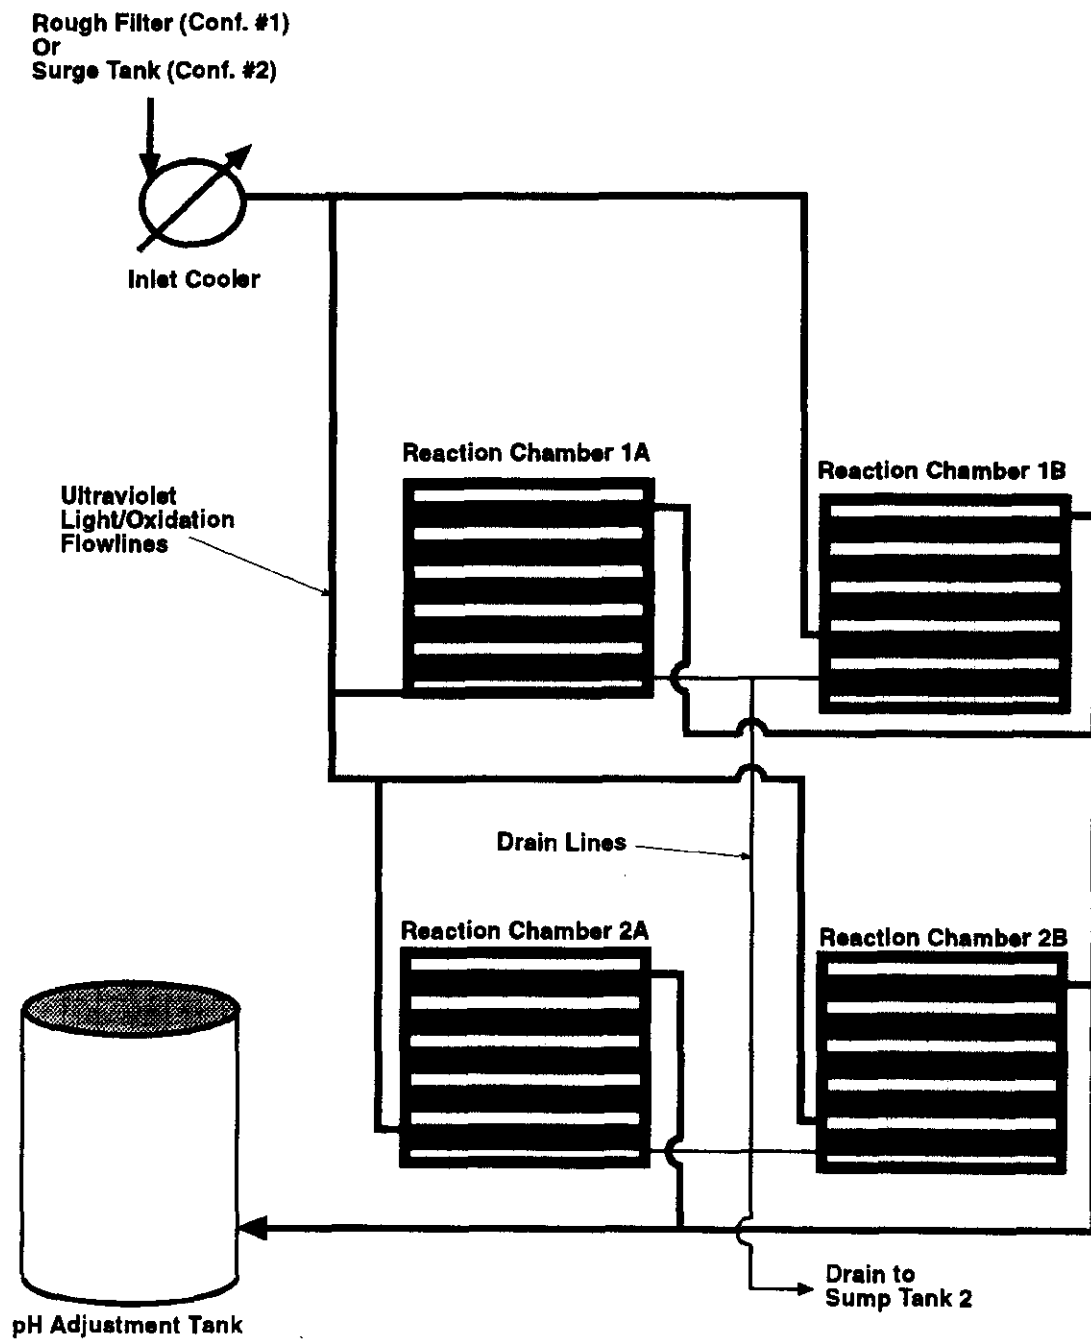 Rough Filter (Conf. #1)
Or
Surge Tank (Conf. #2)
Inlet Cooler
Reaction Chamber 1A
Reaction Chamber 1B
Ultraviolet
Light/Oxidation
Flowlines
Drain Lines
Reaction Chamber 2A
Reaction Chamber 2B
Drain to
Sump Tank 2
pH Adjustment Tank